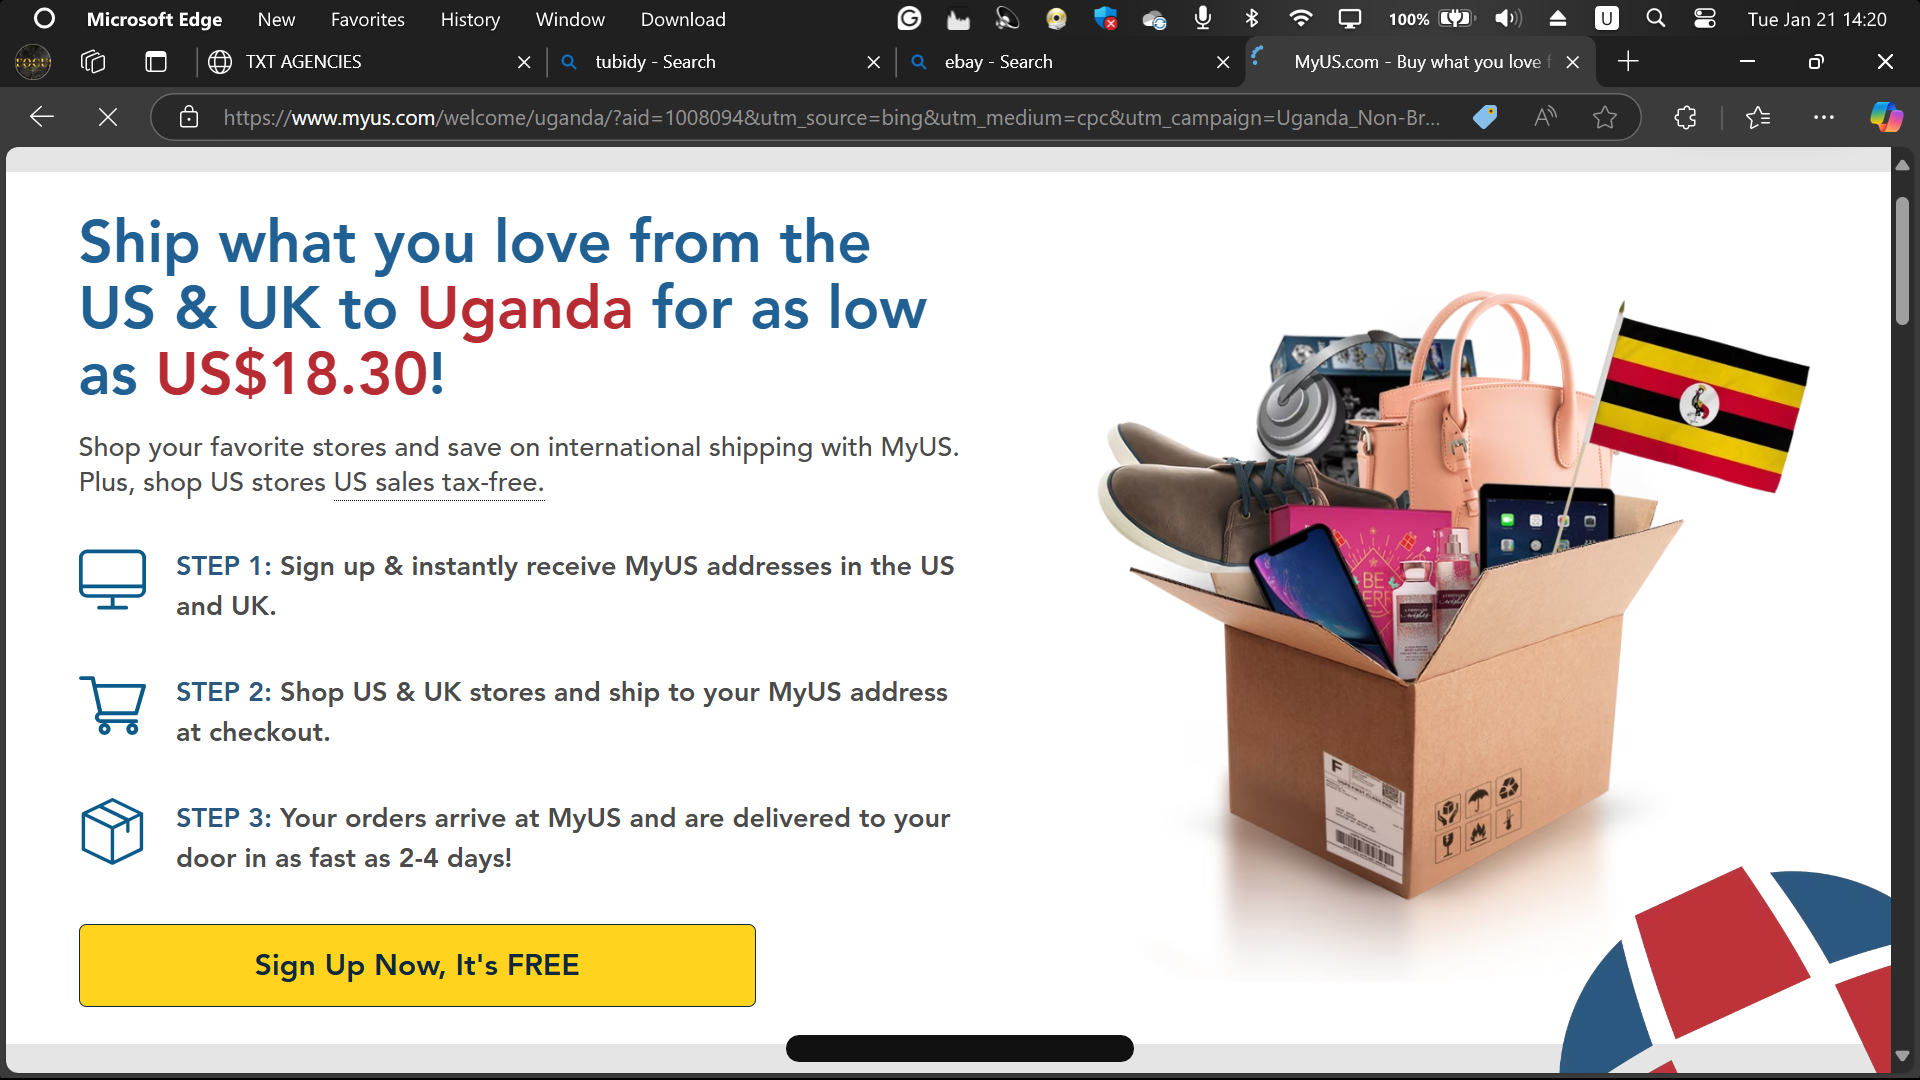 Microsoft Edge New Favorites History Window Download 100% U Tue Jan 21 14:20
TXT AGENCIES tubidy - Search ebay - Search MyUS.com - Buy what you love f
https://www.myus.com/welcome/uganda/?aid=1008094&utm_source=bing&utm_medium=cpc&utm_campaign=Uganda_Non-Br...
Ship what you love from the
US & UK to Uganda for as low
as US$18.30!
Shop your favorite stores and save on international shipping with MyUS.
Plus, shop US stores US sales tax-free.
STEP 1: Sign up & instantly receive MyUS addresses in the US
and UK.
STEP 2: Shop US & UK stores and ship to your MyUS address
at checkout.
STEP 3: Your orders arrive at MyUS and are delivered to your
door in as fast as 2-4 days!
Sign Up Now, It's FREE
BE
F